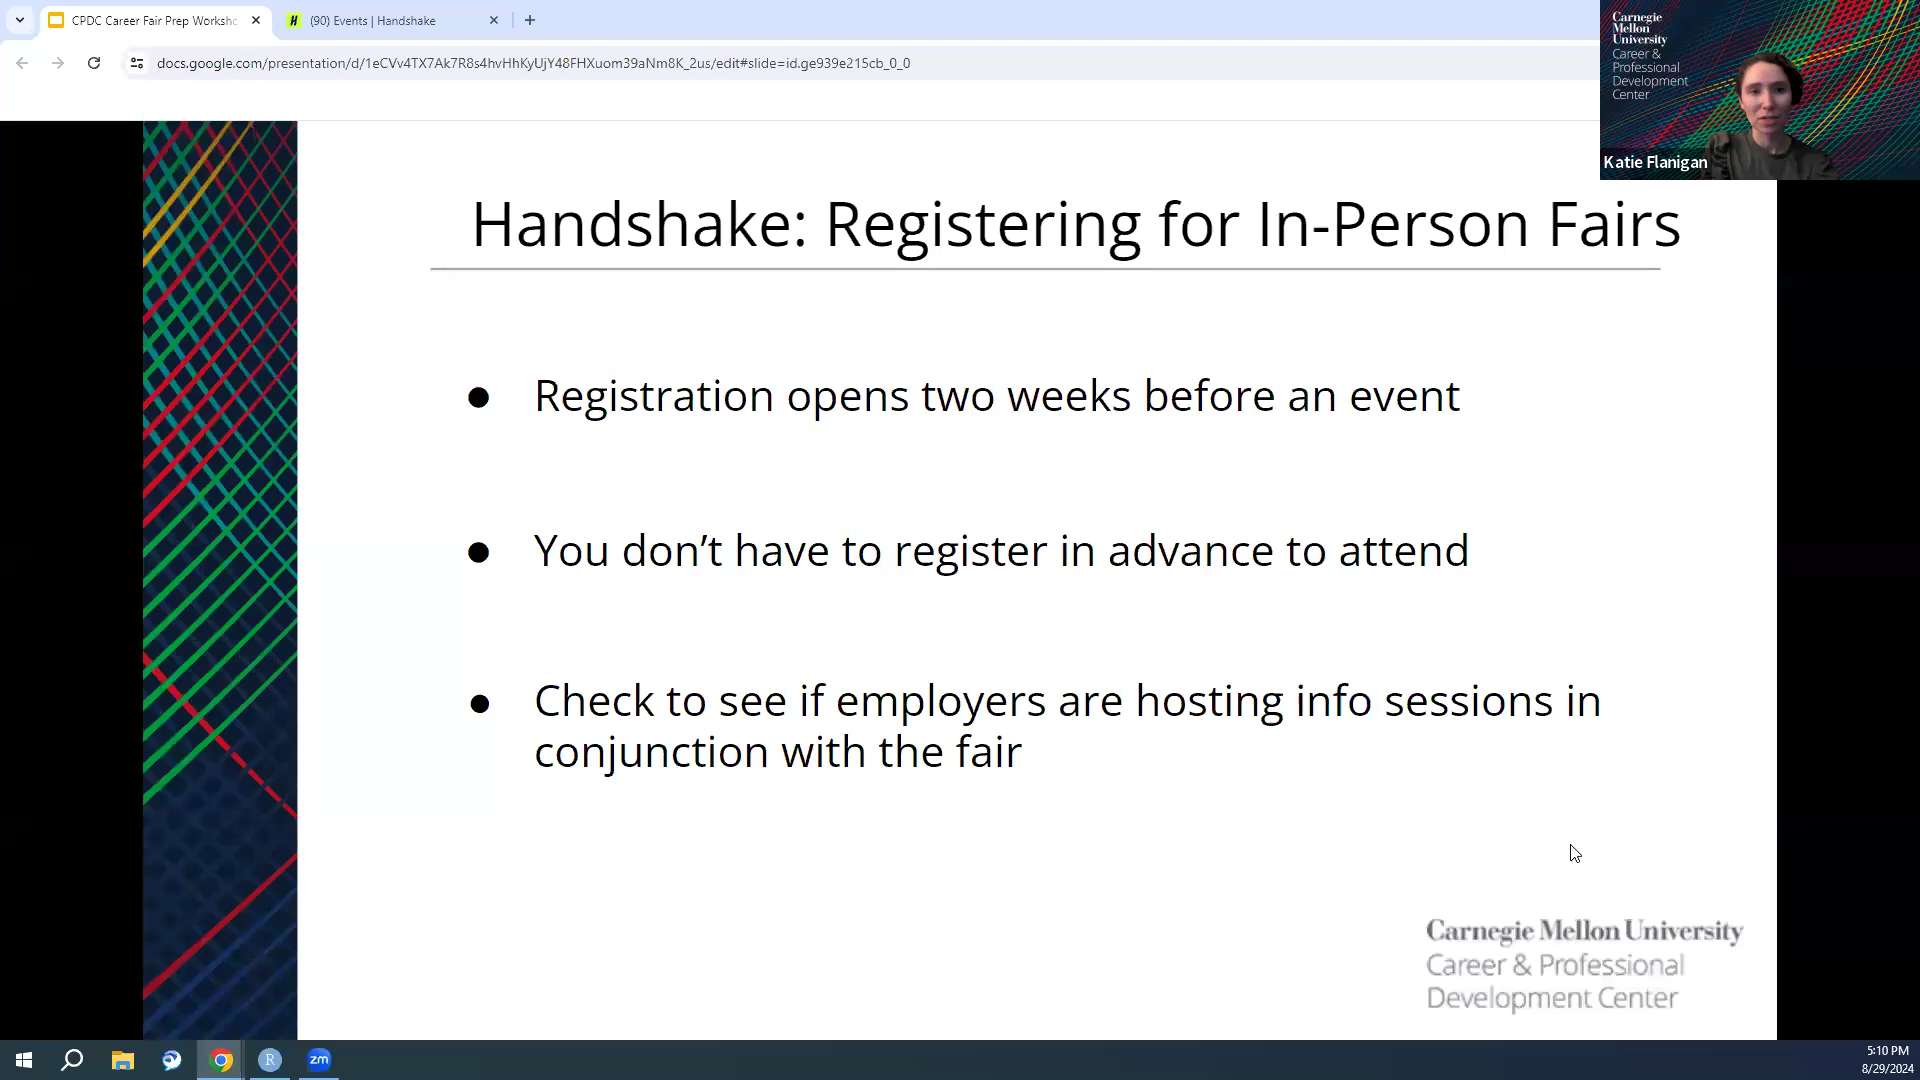 CPDC Career Fair Prep Worksho
(90) Events | Handshake
docs.google.com/presentation/d/1eCVv4TX7Ak7R8s4hvHhKyUjY48FHXuom39aNm8K_2us/edit#slide=id.ge939e215cb_0_0
Carnegie
Mellon
University
Career &
Professional
Development
Center
Katie Flanigan
Handshake: Registering for In-Person Fairs
● Registration opens two weeks before an event
● You don’t have to register in advance to attend
● Check to see if employers are hosting info sessions in
conjunction with the fair
Carnegie Mellon University
Career & Professional
Development Center
R
zm
5:10 PM
8/29/2024